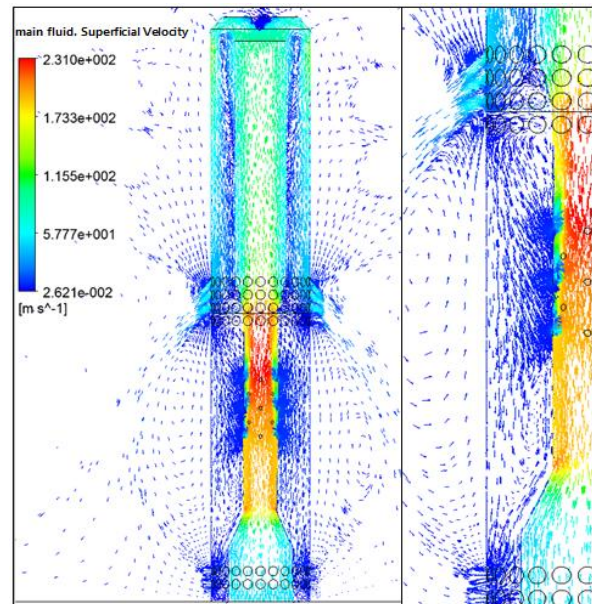 main fluid. Superficial Velocity
2.310e+002
1.733e+002
1.155e+002
5.777e+001
2.621e-002
[m s^-1]